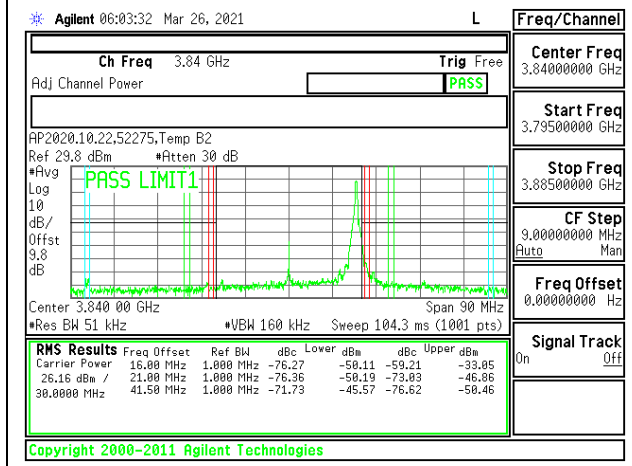 Agilent 06:03:32 Mar 26, 2021 L
Freq/Channel
Ch Freq 3.84 GHz Trig Free
Adj Channel Power PASS
Center Freq
3.84000000 GHz
Start Freq
3.79500000 GHz
Stop Freq
3.88500000 GHz
CF Step
9.00000000 MHz
Auto Man
Freq Offset
0.00000000 Hz
Signal Track
On Off
AP2020.10.22,52275,Temp B2
Ref 29.8 dBm #Atten 30 dB
#Avg
Log
10
dB/
Offst
9.8
dB
PASS LIMIT1
Center 3.840 00 GHz Span 90 MHz
#Res BW 51 kHz #VBW 160 kHz Sweep 104.3 ms (1001 pts)
RMS Results Freq Offset Ref BW dBc Lower dBm dBc Upper dBm
Carrier Power 16.00 MHz 1.000 MHz -76.27 -50.11 -59.21 -33.05
26.16 dBm / 21.00 MHz 1.000 MHz -76.36 -50.19 -73.03 -46.86
30.0000 MHz 41.50 MHz 1.000 MHz -71.73 -45.57 -76.62 -50.46
Copyright 2000-2011 Agilent Technologies